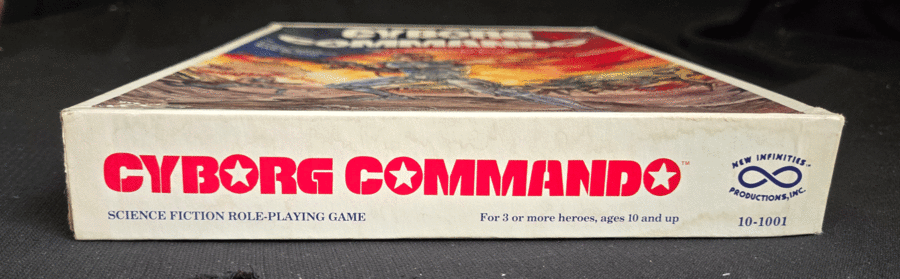 CYBORG
COMMANDO
CYBORG COMMANDO™
SCIENCE FICTION ROLE-PLAYING GAME
For 3 or more heroes, ages 10 and up
NEW INFINITIES™
PRODUCTIONS, INC.
10-1001